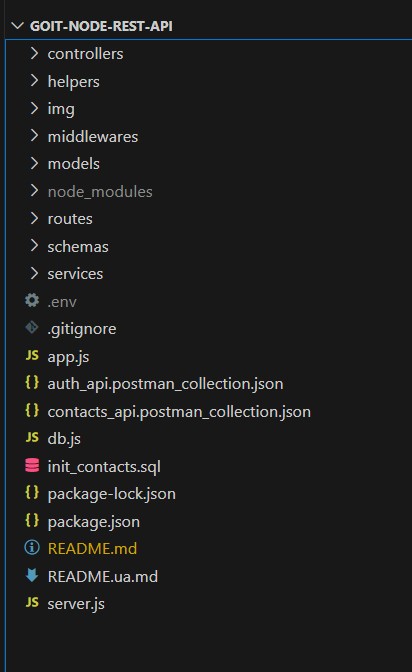 GOIT-NODE-REST-API
controllers
helpers
img
middlewares
models
node_modules
routes
schemas
services
.env
.gitignore
JS app.js
{} auth_api.postman_collection.json
{} contacts_api.postman_collection.json
JS db.js
init_contacts.sql
{} package-lock.json
{} package.json
README.md
README.ua.md
JS server.js